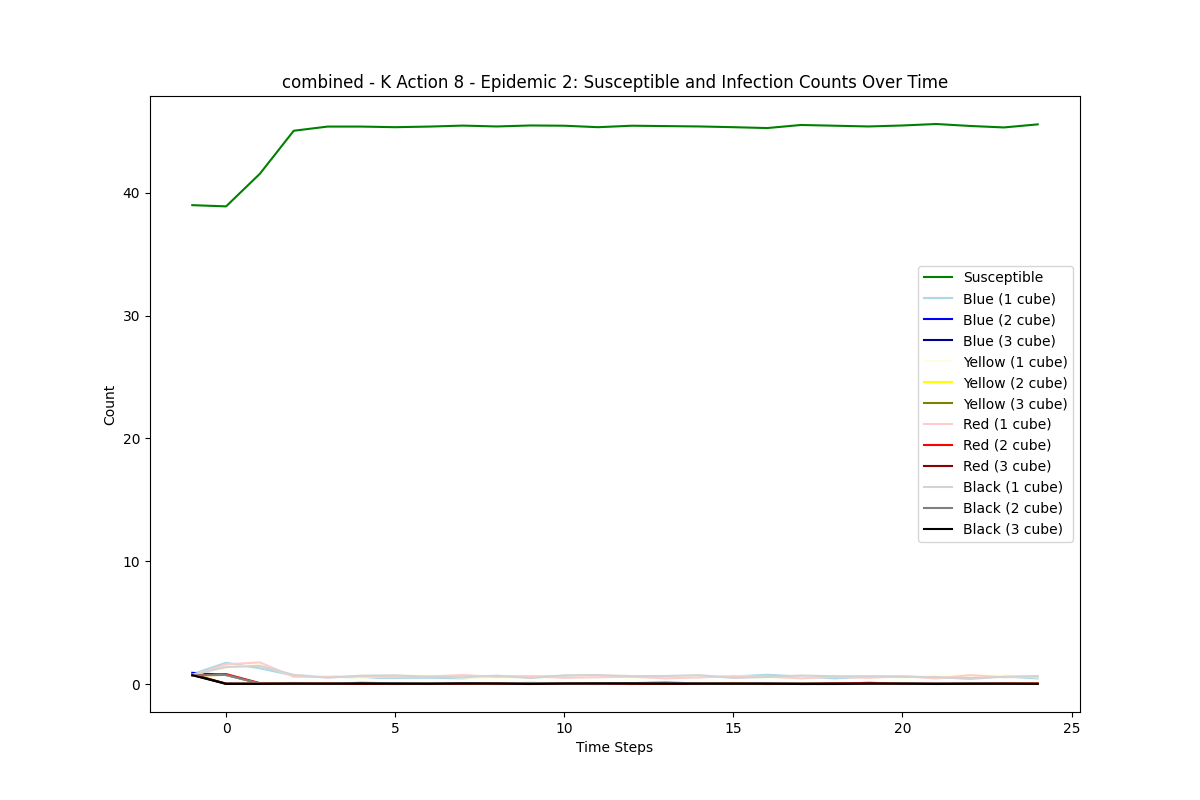 combined - K Action 8 - Epidemic 2: Susceptible and Infection Counts Over Time
Count
40
30
20
10
0
Susceptible
Blue (1 cube)
Blue (2 cube)
Blue (3 cube)
Yellow (1 cube)
Yellow (2 cube)
Yellow (3 cube)
Red (1 cube)
Red (2 cube)
Red (3 cube)
Black (1 cube)
Black (2 cube)
Black (3 cube)
0 5 10 15 20 25
Time Steps